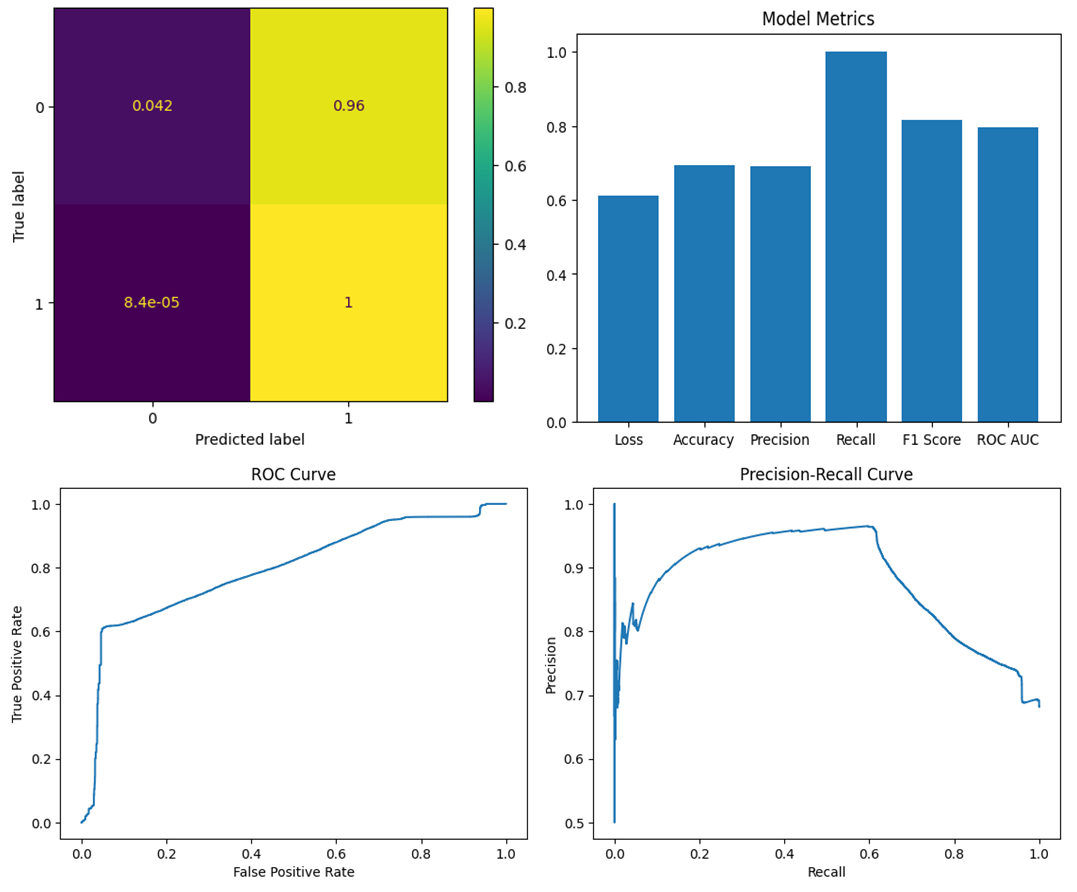 0
0.042
0.96
1
8.4e-05
1
0
1
True label
Predicted label
0.8
0.6
0.4
0.2
Model Metrics
1.0
0.8
0.6
0.4
0.2
0.0
Loss
Accuracy
Precision
Recall
F1 Score
ROC AUC
ROC Curve
1.0
0.8
0.6
0.4
0.2
0.0
True Positive Rate
0.0
0.2
0.4
0.6
0.8
1.0
False Positive Rate
Precision-Recall Curve
1.0
0.9
0.8
0.7
0.6
0.5
Precision
0.0
0.2
0.4
0.6
0.8
1.0
Recall